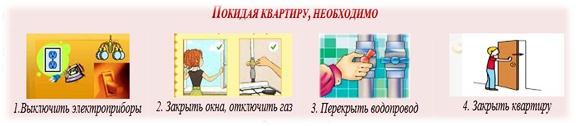 ПОКИДАЯ КВАРТИРУ, НЕОБХОДИМО
1.Выключить электроприборы
2. Закрыть окна, отключить газ
3. Перекрыть водопровод
4. Закрыть квартиру